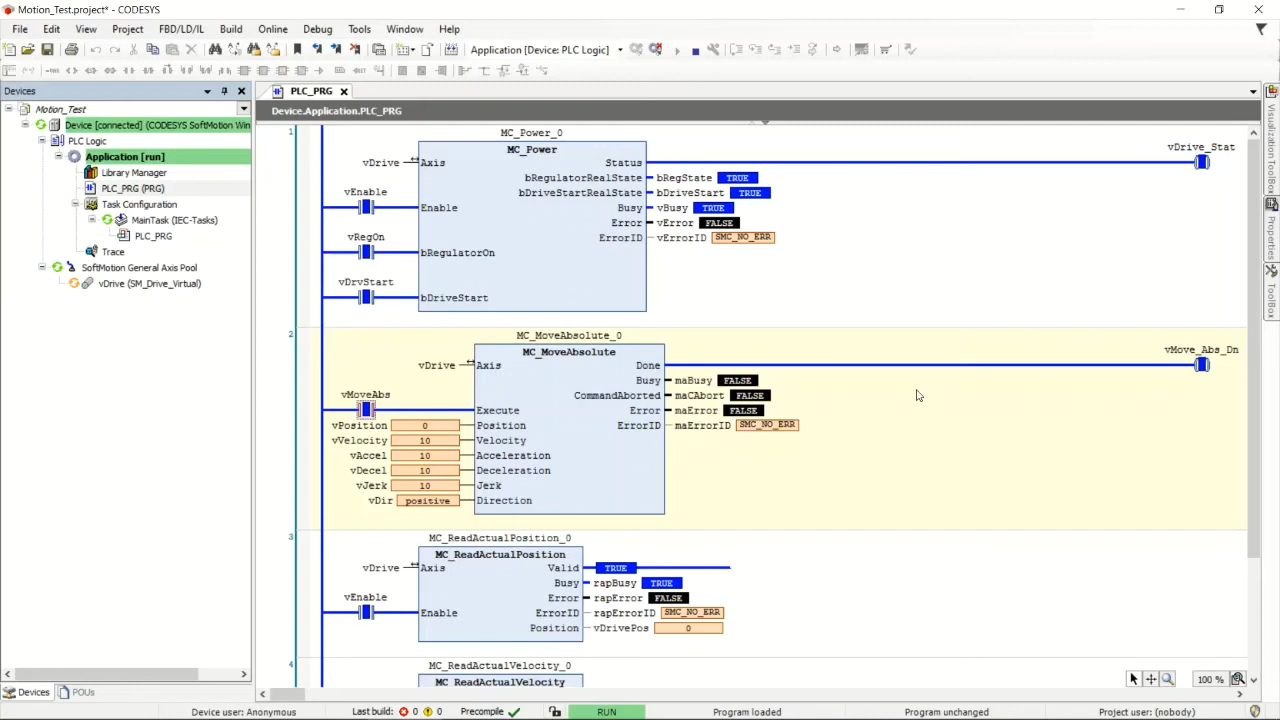 Motion_Test.project* - CODESYS
File Edit View Project FBD/LD/IL Build Online Debug Tools Window Help
Application [Device: PLC Logic]
Devices
PLC_PRG
Motion_Test
Device.Application.PLC_PRG
Device [connected] (CODESYS SoftMotion Win
PLC Logic
Application [run]
Library Manager
PLC_PRG (PRG)
Task Configuration
MainTask (IEC-Tasks)
PLC_PRG
Trace
SoftMotion General Axis Pool
vDrive (SM_Drive_Virtual)
1
MC_Power_0
MC_Power
vDrive_Stat
vDrive Axis Status
bRegulatorRealState bRegState TRUE
vEnable
bDriveStartRealState bDriveStart TRUE
Enable Busy vBusy TRUE
Error vError FALSE
vRegOn
ErrorID vErrorID SMC_NO_ERR
bRegulatorOn
vDrvStart
bDriveStart
2
MC_MoveAbsolute_0
MC_MoveAbsolute
vMove_Abs_Dn
vDrive Axis Done
Busy maBusy FALSE
vMoveAbs
CommandAborted maCAbort FALSE
Execute Error maError FALSE
vPosition 0 Position ErrorID maErrorID SMC_NO_ERR
vVelocity 10 Velocity
vAccel 10 Acceleration
vDecel 10 Deceleration
vJerk 10 Jerk
vDir positive Direction
3
MC_ReadActualPosition_0
MC_ReadActualPosition
vDrive Axis Valid TRUE
Busy rapBusy TRUE
vEnable
Error rapError FALSE
Enable ErrorID rapErrorID SMC_NO_ERR
Position vDrivePos 0
4
MC_ReadActualVelocity_0
MC_ReadActualVelocity
100 %
Visualization ToolBox
Properties
ToolBox
Devices POUs
Device user: Anonymous Last build: 0 0 Precompile RUN Program loaded Program unchanged Project user: (nobody)